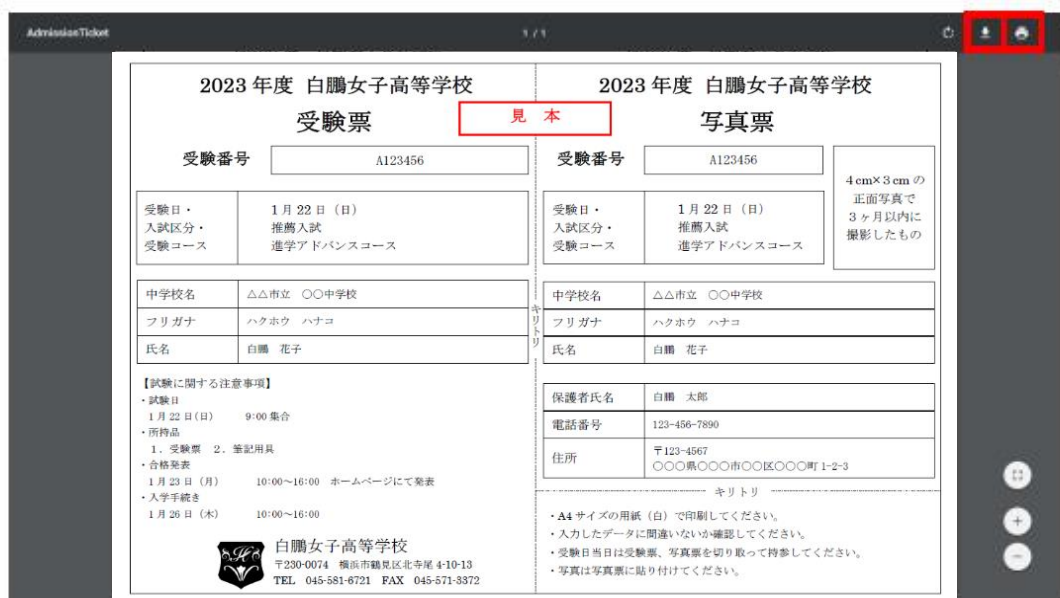 AdmissionTicket
1 / 1
2023 年度 白鵬女子高等学校
受験票
見 本
受験番号
A123456
受験日・
入試区分・
受験コース
1 月 22 日 （日）
推薦入試
進学アドバンスコース
中学校名
△△市立 ○○中学校
フリガナ
ハクホウ ハナコ
氏名
白鵬 花子
【試験に関する注意事項】
・試験日
1 月 22 日(日) 9:00 集合
・所持品
1．受験票 2．筆記用具
・合格発表
1 月 23 日 （月） 10:00～16:00 ホームページにて発表
・入学手続き
1 月 26 日 （木） 10:00～16:00
白鵬女子高等学校
〒230-0074 横浜市鶴見区北寺尾 4-10-13
TEL 045-581-6721 FAX 045-571-3372
キリトリ
2023 年度 白鵬女子高等学校
写真票
受験番号
A123456
4 cm×3 cm の
正面写真で
3 ヶ月以内に
撮影したもの
受験日・
入試区分・
受験コース
1 月 22 日 （日）
推薦入試
進学アドバンスコース
中学校名
△△市立 ○○中学校
フリガナ
ハクホウ ハナコ
氏名
白鵬 花子
保護者氏名
白鵬 太郎
電話番号
123-456-7890
住所
〒123-4567
○○○県○○○市○○区○○○町 1-2-3
キリトリ
・A4 サイズの用紙（白）で印刷してください。
・入力したデータに間違いないか確認してください。
・受験日当日は受験票、写真票を切り取って持参してください。
・写真は写真票に貼り付けてください。